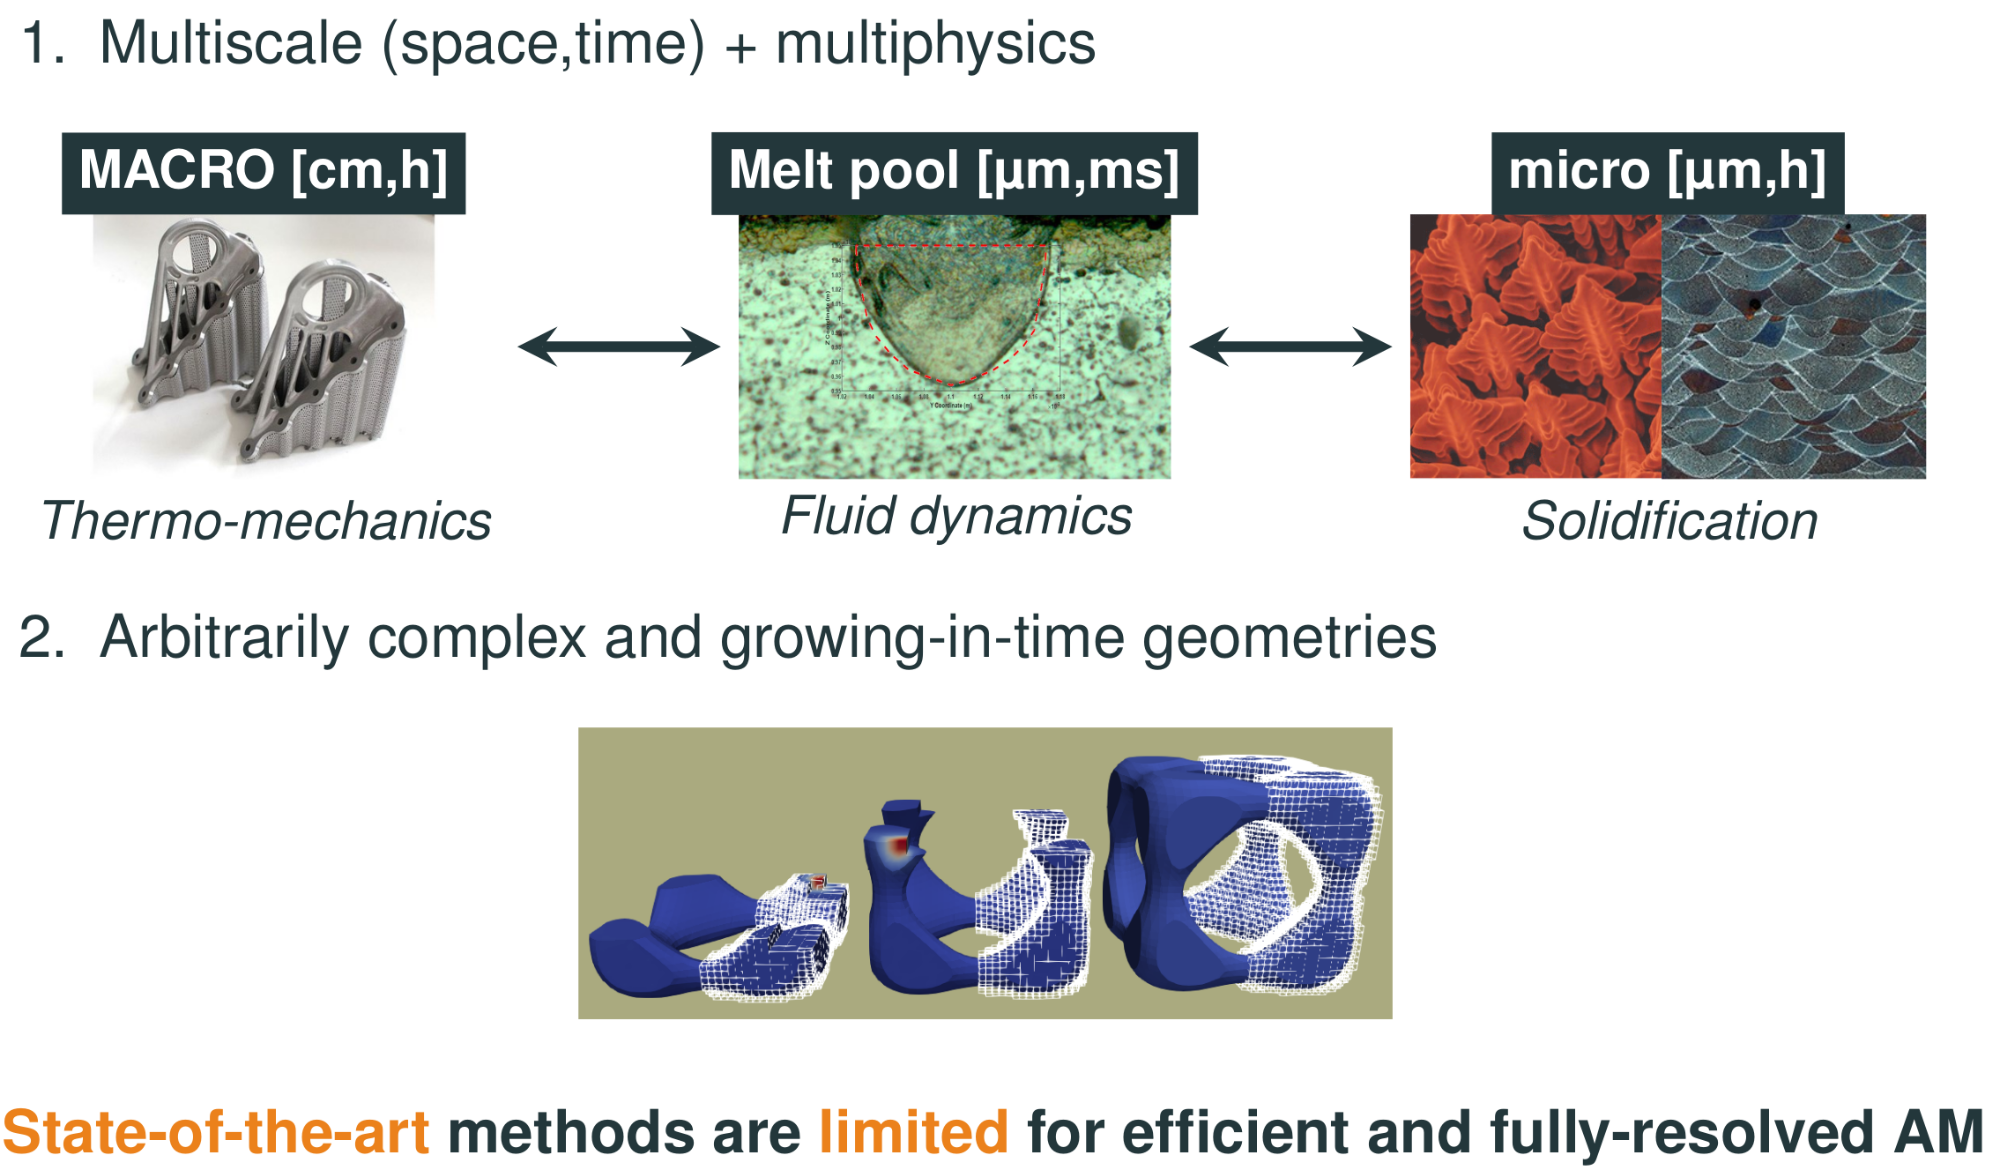 1. Multiscale (space,time) + multiphysics
MACRO [cm,h]
Melt pool [µm,ms]
micro [µm,h]
Y Coordinate (m)
Thermo-mechanics
Fluid dynamics
Solidification
2. Arbitrarily complex and growing-in-time geometries
State-of-the-art methods are limited for efficient and fully-resolved AM